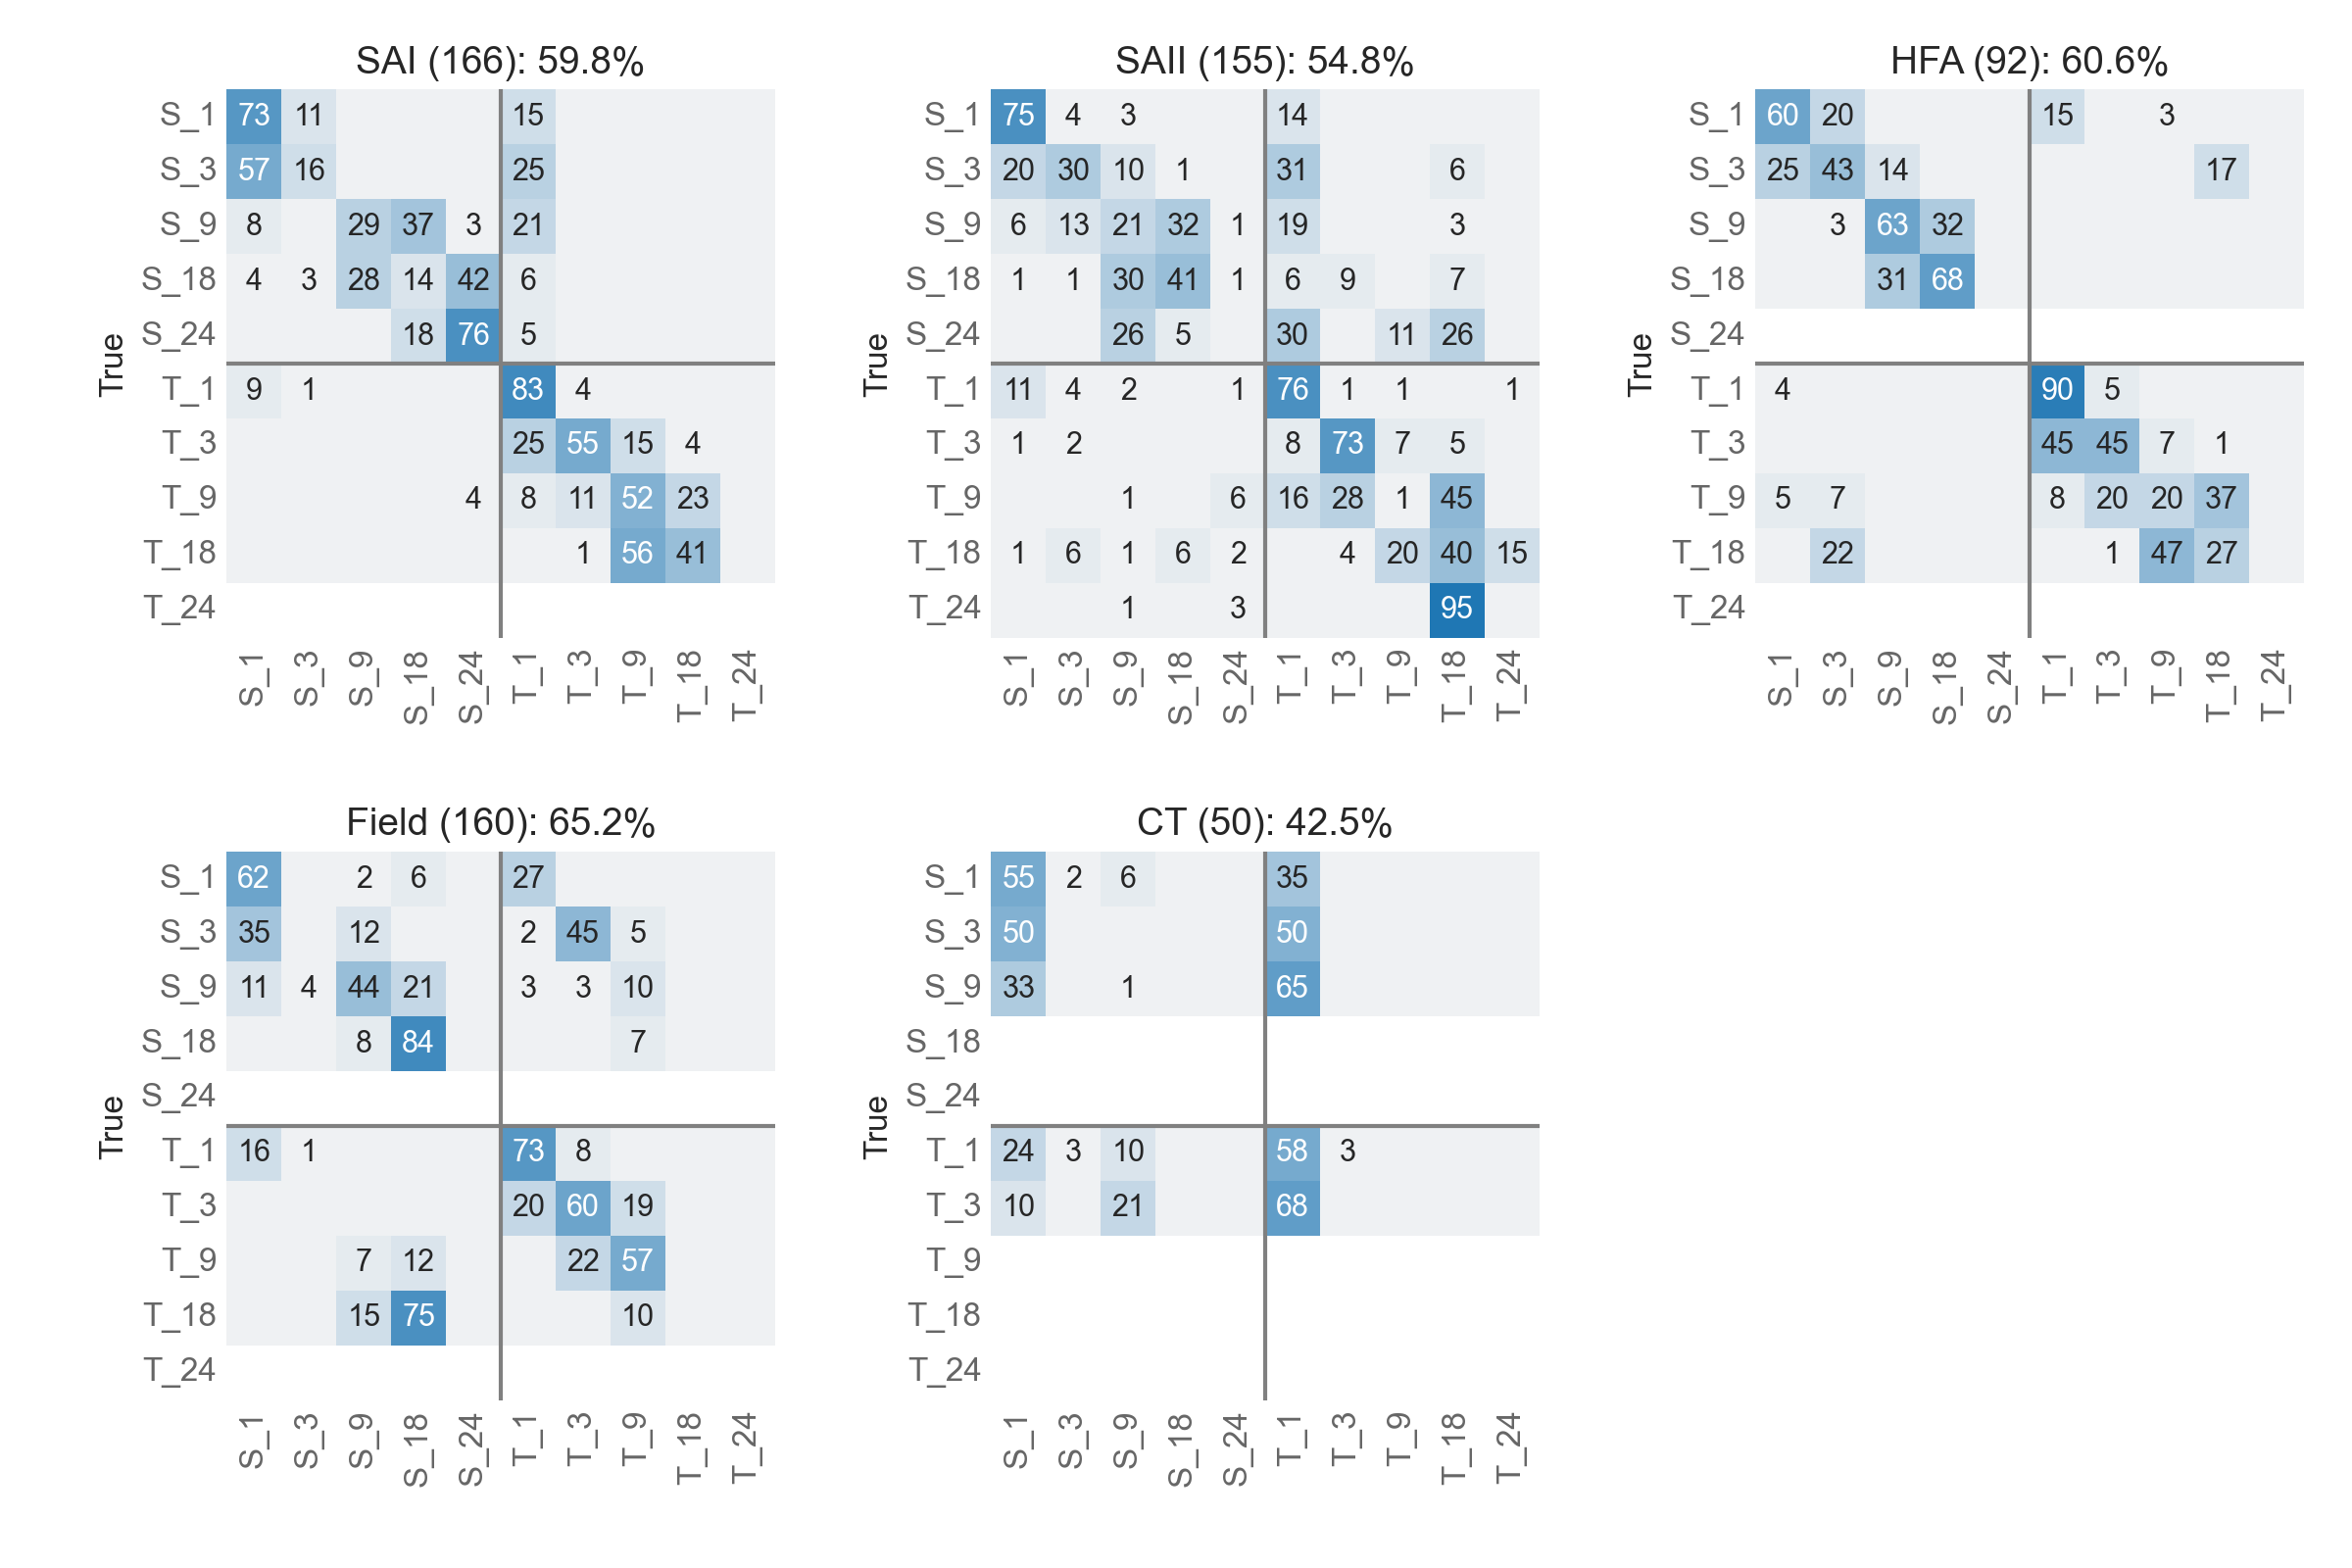 SAI (166): 59.8%
True
S_1 73 11 15
S_3 57 16 25
S_9 8 29 37 3 21
S_18 4 3 28 14 42 6
S_24 18 76 5
T_1 9 1 83 4
T_3 25 55 15 4
T_9 4 8 11 52 23
T_18 1 56 41
T_24
S_1 S_3 S_9 S_18 S_24 T_1 T_3 T_9 T_18 T_24
SAII (155): 54.8%
True
S_1 75 4 3 14
S_3 20 30 10 1 31 6
S_9 6 13 21 32 1 19 3
S_18 1 1 30 41 1 6 9 7
S_24 26 5 30 11 26
T_1 11 4 2 1 76 1 1 1
T_3 1 2 8 73 7 5
T_9 1 6 16 28 1 45
T_18 1 6 1 6 2 4 20 40 15
T_24 1 3 95
S_1 S_3 S_9 S_18 S_24 T_1 T_3 T_9 T_18 T_24
HFA (92): 60.6%
True
S_1 60 20 15 3
S_3 25 43 14 17
S_9 3 63 32
S_18 31 68
S_24
T_1 4 90 5
T_3 45 45 7 1
T_9 5 7 8 20 20 37
T_18 22 1 47 27
T_24
S_1 S_3 S_9 S_18 S_24 T_1 T_3 T_9 T_18 T_24
Field (160): 65.2%
True
S_1 62 2 6 27
S_3 35 12 2 45 5
S_9 11 4 44 21 3 3 10
S_18 8 84 7
S_24
T_1 16 1 73 8
T_3 20 60 19
T_9 7 12 22 57
T_18 15 75 10
T_24
S_1 S_3 S_9 S_18 S_24 T_1 T_3 T_9 T_18 T_24
CT (50): 42.5%
True
S_1 55 2 6 35
S_3 50 50
S_9 33 1 65
S_18
S_24
T_1 24 3 10 58 3
T_3 10 21 68
T_9
T_18
T_24
S_1 S_3 S_9 S_18 S_24 T_1 T_3 T_9 T_18 T_24